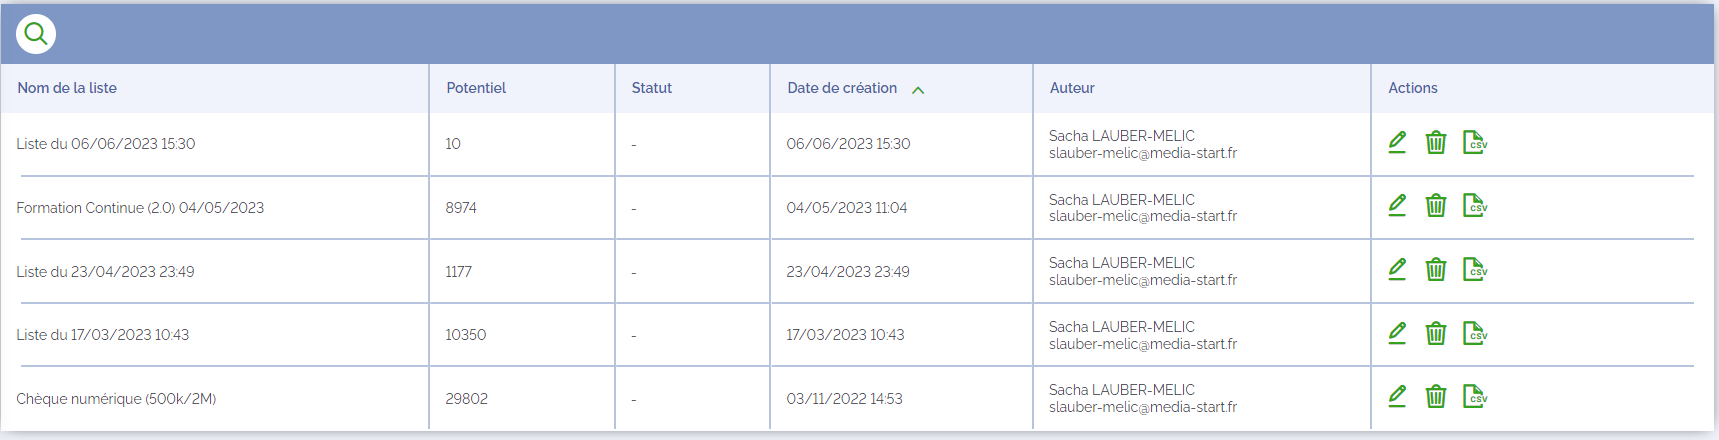 Nom de la liste Potentiel Statut Date de création Auteur Actions
Liste du 06/06/2023 15:30 10 - 06/06/2023 15:30 Sacha LAUBER-MELIC
slauber-melic@media-start.fr
CSV
Formation Continue (2.0) 04/05/2023 8974 - 04/05/2023 11:04 Sacha LAUBER-MELIC
slauber-melic@media-start.fr
CSV
Liste du 23/04/2023 23:49 1177 - 23/04/2023 23:49 Sacha LAUBER-MELIC
slauber-melic@media-start.fr
CSV
Liste du 17/03/2023 10:43 10350 - 17/03/2023 10:43 Sacha LAUBER-MELIC
slauber-melic@media-start.fr
CSV
Chèque numérique (500k/2M) 29802 - 03/11/2022 14:53 Sacha LAUBER-MELIC
slauber-melic@media-start.fr
CSV